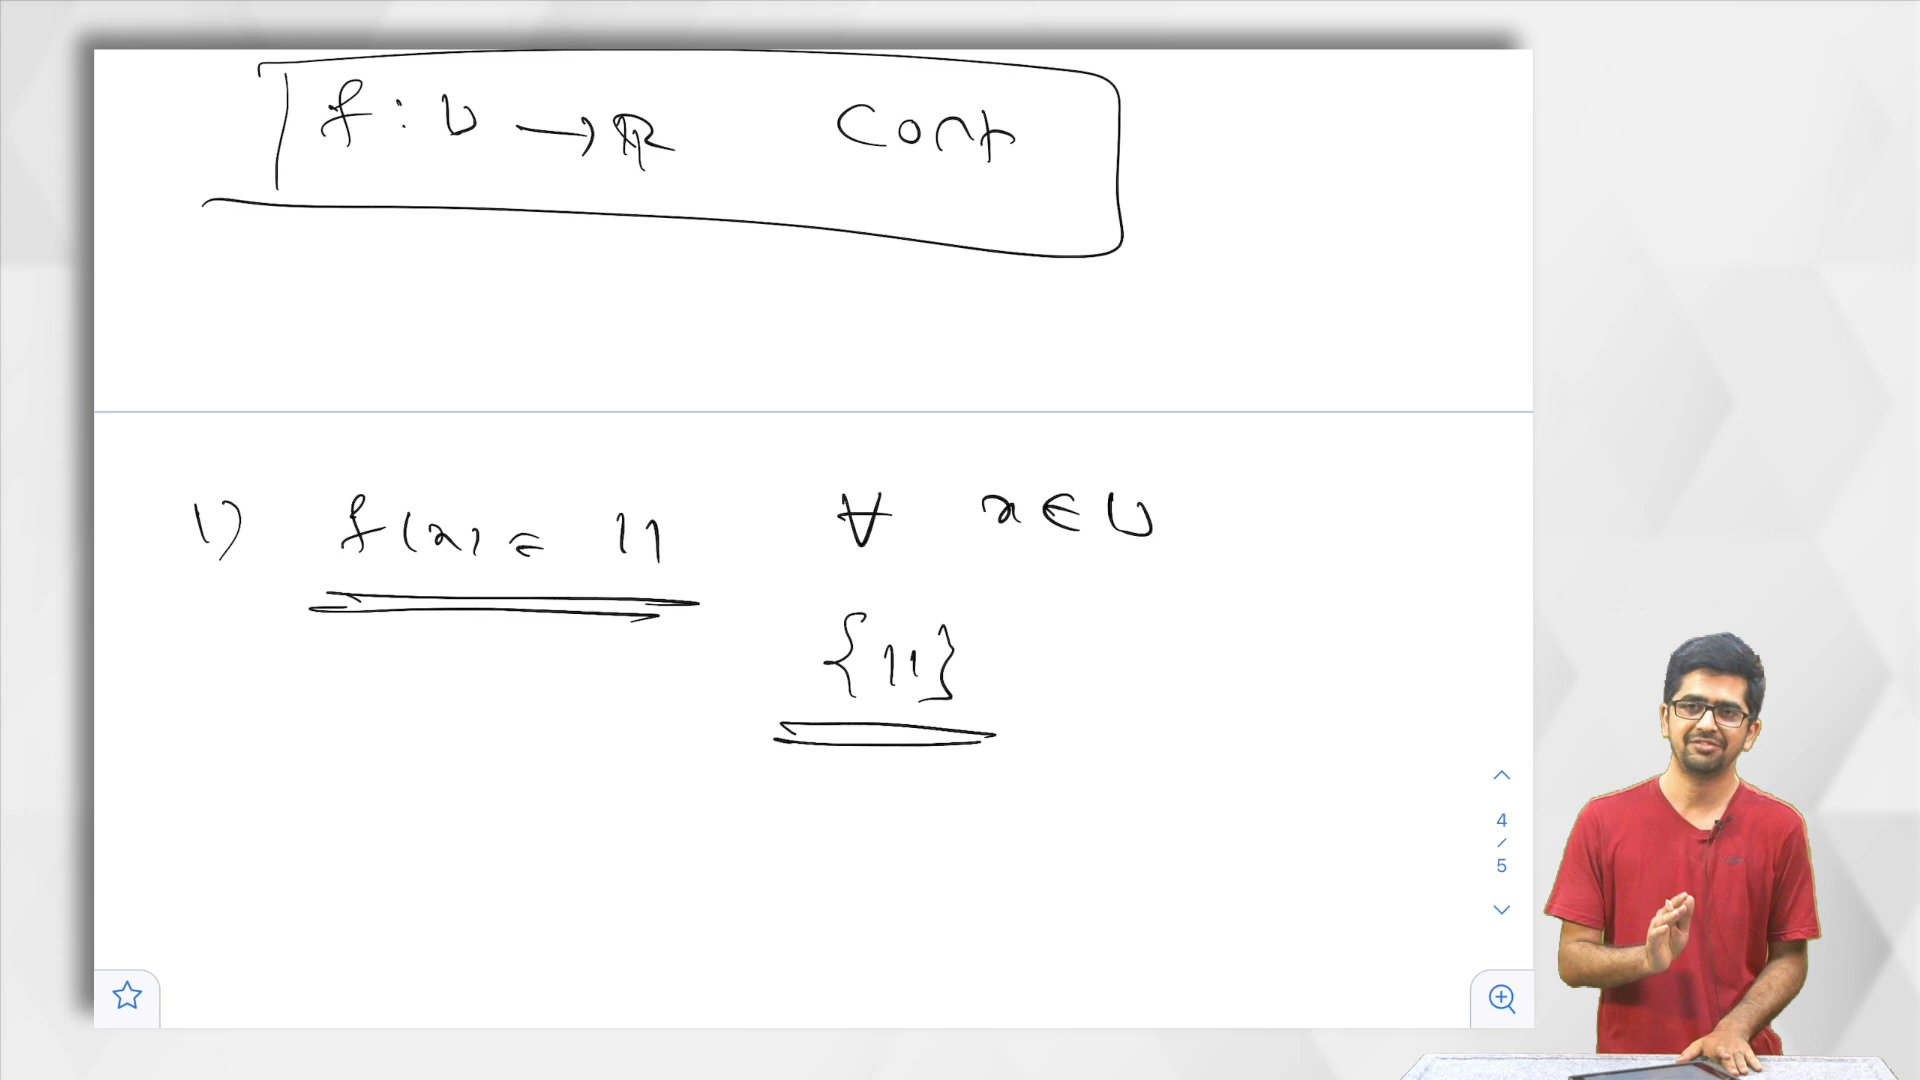 f : U → ℝ Cont
1) f(x) = 11 ∀ x ∈ U
{11}
4
/
5